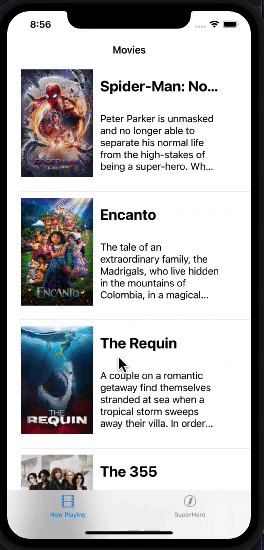 8:56
Movies
Spider-Man: No...
Peter Parker is unmasked
and no longer able to
separate his normal life
from the high-stakes of
being a super-hero. Wh...
Encanto
The tale of an
extraordinary family, the
Madrigals, who live hidden
in the mountains of
Colombia, in a magical...
ENCANTO
The Requin
A couple on a romantic
getaway find themselves
stranded at sea when a
tropical storm sweeps
away their villa. In order...
THE
REQUIN
The 355
Now Playing
SuperHero